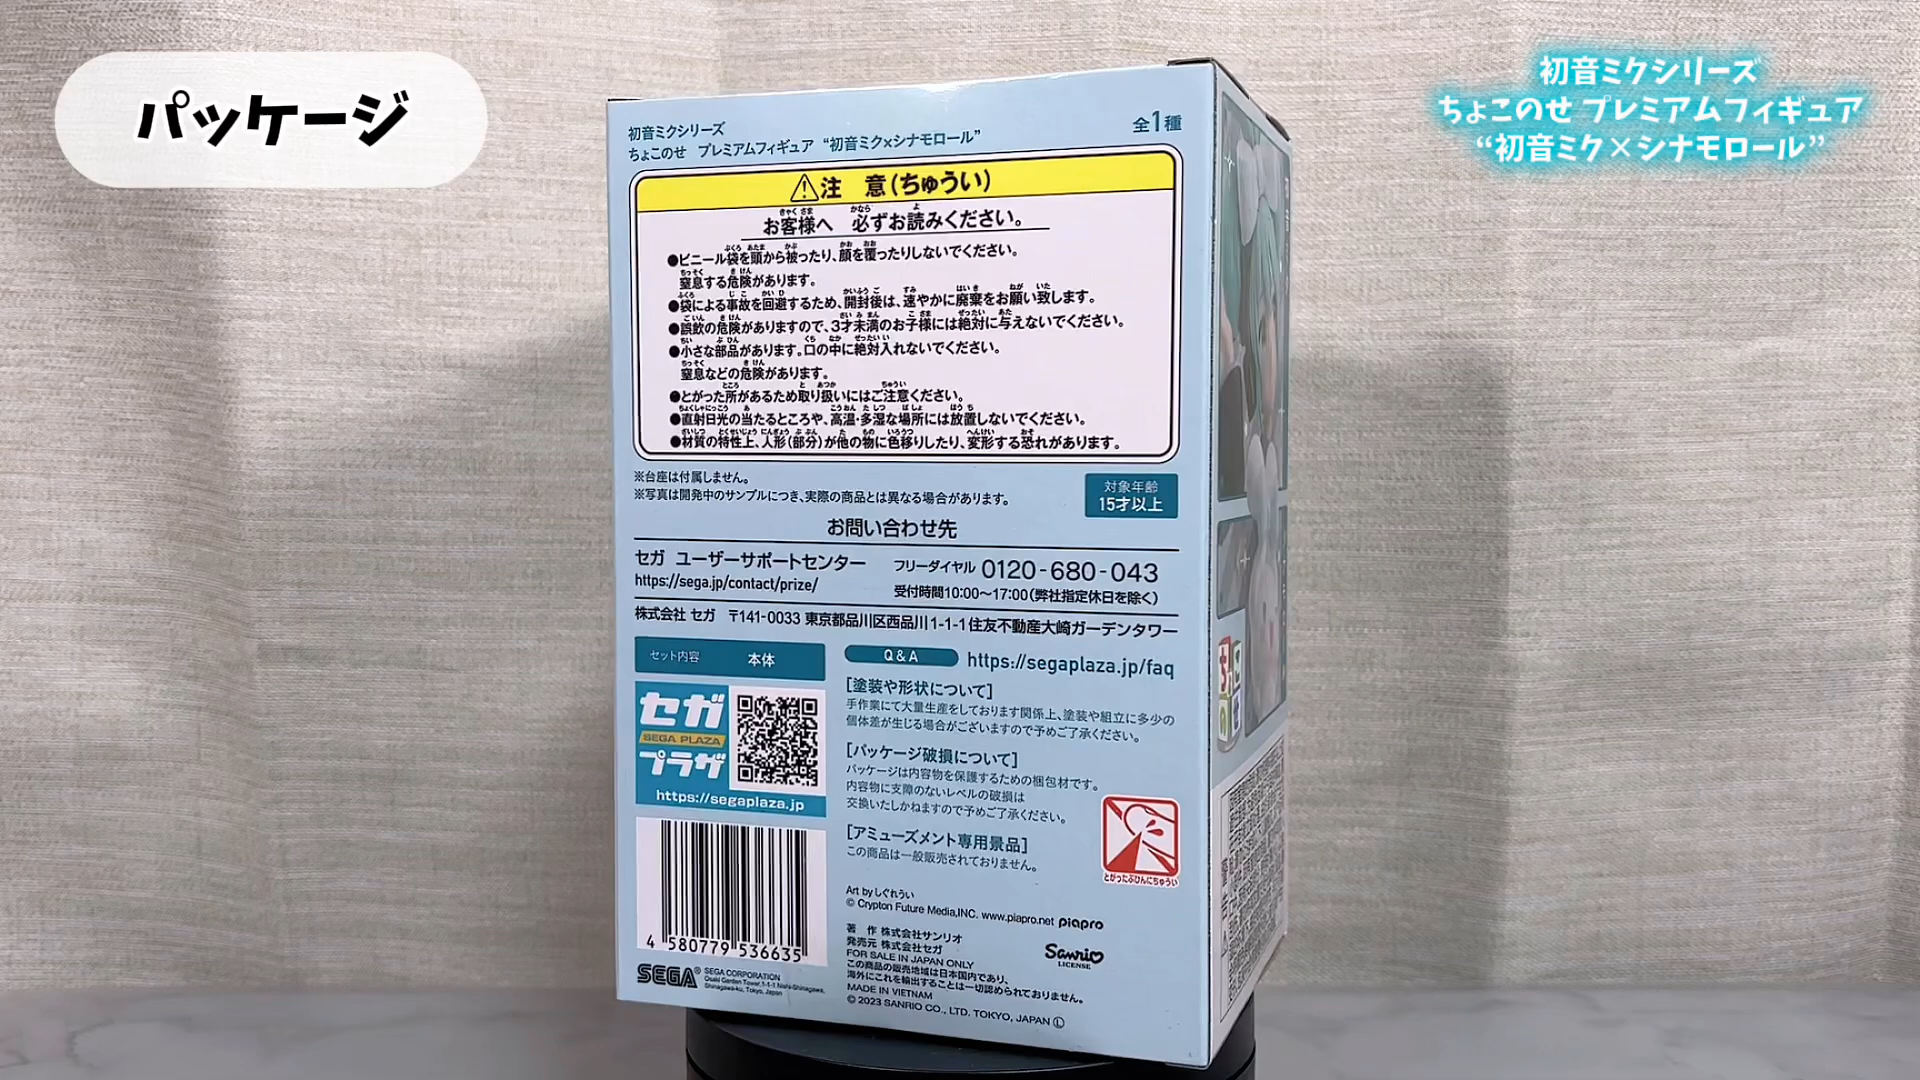 パッケージ
初音ミクシリーズ
ちょこのせ プレミアムフィギュア
“初音ミク×シナモロール”
初音ミクシリーズ
ちょこのせ プレミアムフィギュア “初音ミク×シナモロール”
全1種
注 意(ちゅうい)
お客様へ 必ずお読みください。
●ビニール袋を頭から被ったり、顔を覆ったりしないでください。
窒息する危険があります。
●袋による事故を回避するため、開封後は、速やかに廃棄をお願い致します。
●誤飲の危険がありますので、3才未満のお子様には絶対に与えないでください。
●小さな部品があります。口の中に絶対入れないでください。
窒息などの危険があります。
●とがった所があるため取り扱いにはご注意ください。
●直射日光の当たるところや、高温・多湿な場所には放置しないでください。
●材質の特性上、人形(部分)が他の物に色移りしたり、変形する恐れがあります。
※台座は付属しません。
※写真は開発中のサンプルにつき、実際の商品とは異なる場合があります。
対象年齢
15才以上
お問い合わせ先
セガ ユーザーサポートセンター
https://sega.jp/contact/prize/
フリーダイヤル 0120-680-043
受付時間10:00～17:00(弊社指定休日を除く)
株式会社 セガ 〒141-0033 東京都品川区西品川1-1-1住友不動産大崎ガーデンタワー
セット内容 本体
セガ
SEGA PLAZA
プラザ
https://segaplaza.jp
Q&A https://segaplaza.jp/faq
[塗装や形状について]
手作業にて大量生産をしております関係上、塗装や組立に多少の
個体差が生じる場合がございますので予めご了承ください。
[パッケージ破損について]
パッケージは内容物を保護するための梱包材です。
内容物に支障のないレベルの破損は
交換いたしかねますので予めご了承ください。
[アミューズメント専用景品]
この商品は一般販売されておりません。
とがったぶひんにちゅうい
Art by しぐれうい
© Crypton Future Media,INC. www.piapro.net piapro
著 作 株式会社サンリオ
発売元 株式会社セガ
FOR SALE IN JAPAN ONLY
この商品の販売地域は日本国内であり、
海外にこれを輸出することは一切認められておりません。
MADE IN VIETNAM
© 2023 SANRIO CO., LTD. TOKYO, JAPAN Ⓛ
Sanrio
LICENSE
4 580779 536635
SEGA®
SEGA CORPORATION
Osaki Garden Tower,1-1-1 Nishi-Shinagawa,
Shinagawa-ku, Tokyo, Japan